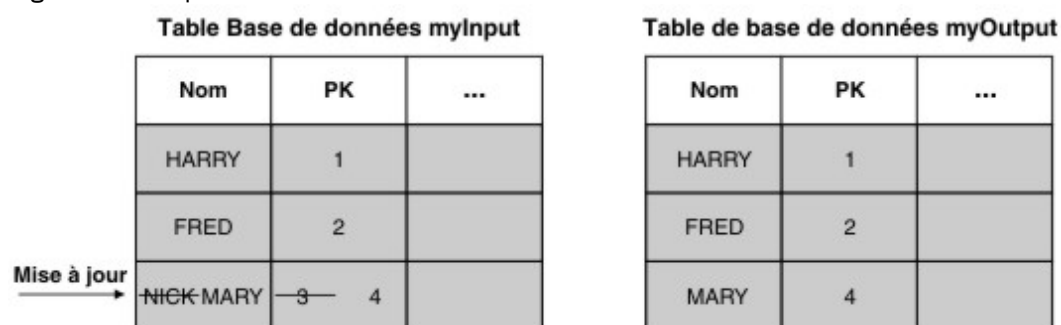 Table Base de données myInput
Nom PK ...
HARRY 1
FRED 2
Mise à jour
NICK MARY 3 4
Table de base de données myOutput
Nom PK ...
HARRY 1
FRED 2
MARY 4